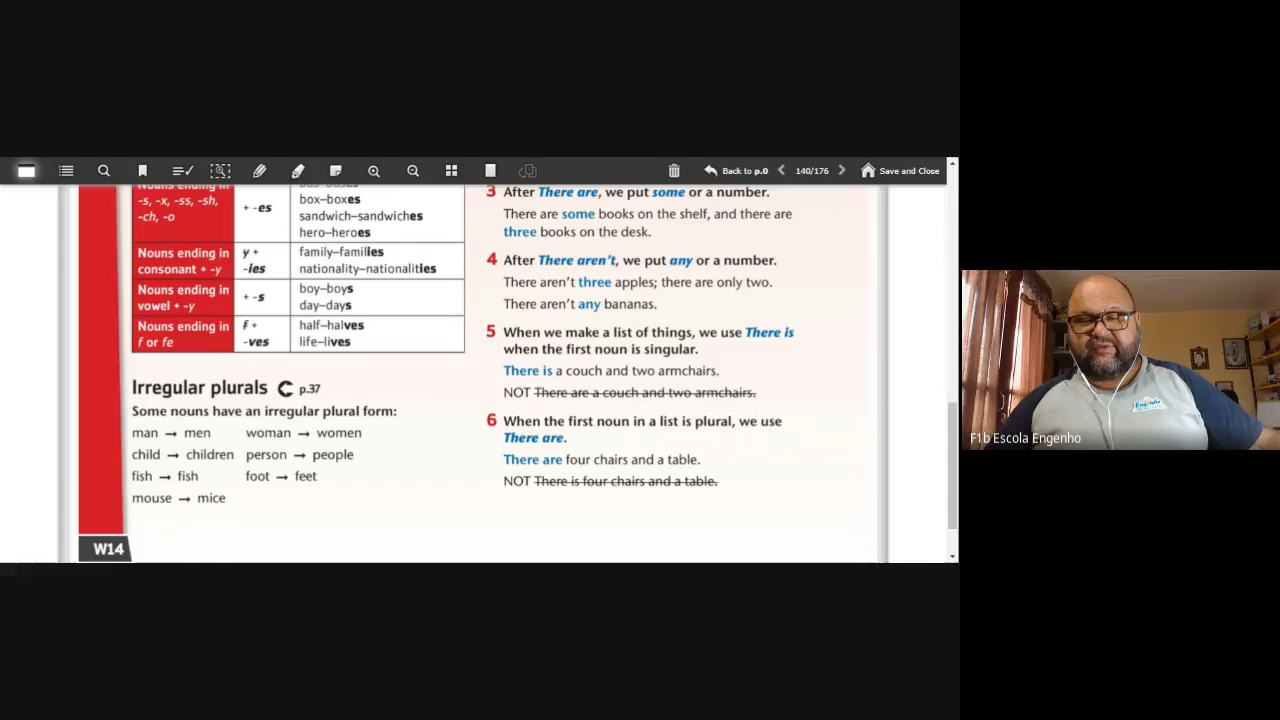 Back to p.0
140/176
Save and Close
-s, -x, -ss, -sh,
-ch, -o
+ -es
box–boxes
sandwich–sandwiches
hero–heroes
Nouns ending in
consonant + -y
y +
-ies
family–families
nationality–nationalities
Nouns ending in
vowel + -y
+ -s
boy–boys
day–days
Nouns ending in
f or fe
f +
-ves
half–halves
life–lives
Irregular plurals C p.37
Some nouns have an irregular plural form:
man → men woman → women
child → children person → people
fish → fish foot → feet
mouse → mice
W14
3 After There are, we put some or a number.
There are some books on the shelf, and there are
three books on the desk.
4 After There aren't, we put any or a number.
There aren't three apples; there are only two.
There aren't any bananas.
5 When we make a list of things, we use There is
when the first noun is singular.
There is a couch and two armchairs.
NOT There are a couch and two armchairs.
6 When the first noun in a list is plural, we use
There are.
There are four chairs and a table.
NOT There is four chairs and a table.
F1b Escola Engenho